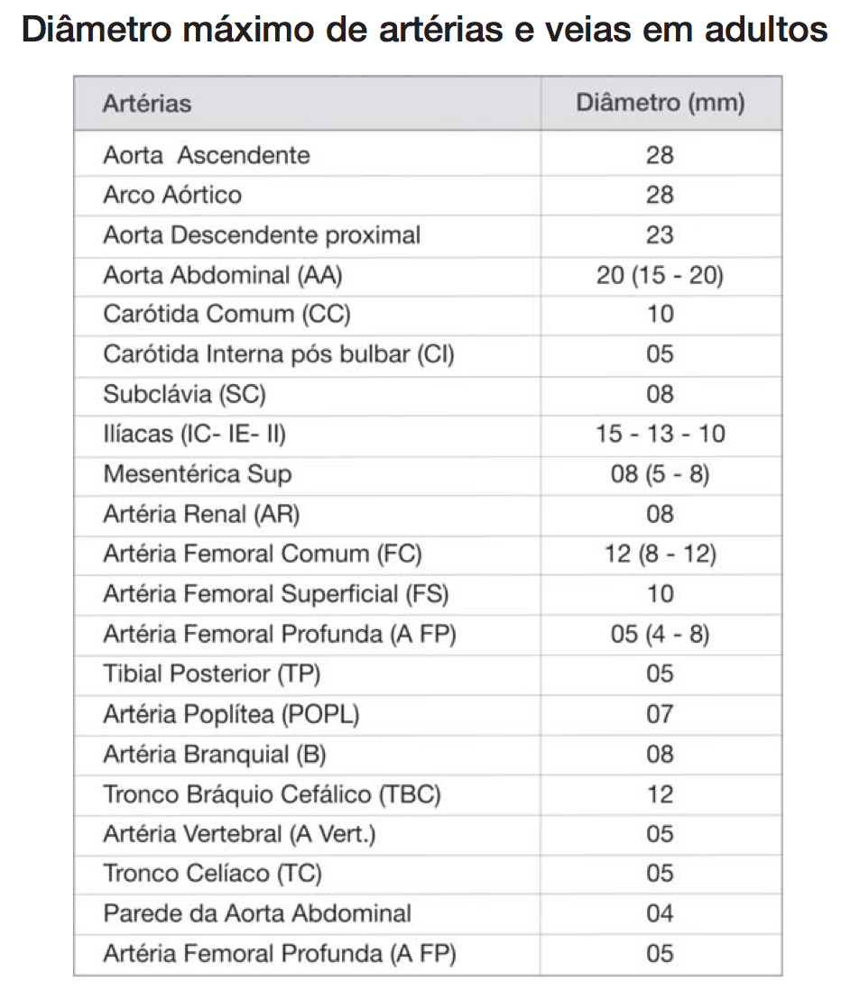 Diâmetro máximo de artérias e veias em adultos
Artérias Diâmetro (mm)
Aorta Ascendente 28
Arco Aórtico 28
Aorta Descendente proximal 23
Aorta Abdominal (AA) 20 (15 - 20)
Carótida Comum (CC) 10
Carótida Interna pós bulbar (CI) 05
Subclávia (SC) 08
Ilíacas (IC- IE- II) 15 - 13 - 10
Mesentérica Sup 08 (5 - 8)
Artéria Renal (AR) 08
Artéria Femoral Comum (FC) 12 (8 - 12)
Artéria Femoral Superficial (FS) 10
Artéria Femoral Profunda (A FP) 05 (4 - 8)
Tibial Posterior (TP) 05
Artéria Poplítea (POPL) 07
Artéria Branquial (B) 08
Tronco Bráquio Cefálico (TBC) 12
Artéria Vertebral (A Vert.) 05
Tronco Celíaco (TC) 05
Parede da Aorta Abdominal 04
Artéria Femoral Profunda (A FP) 05